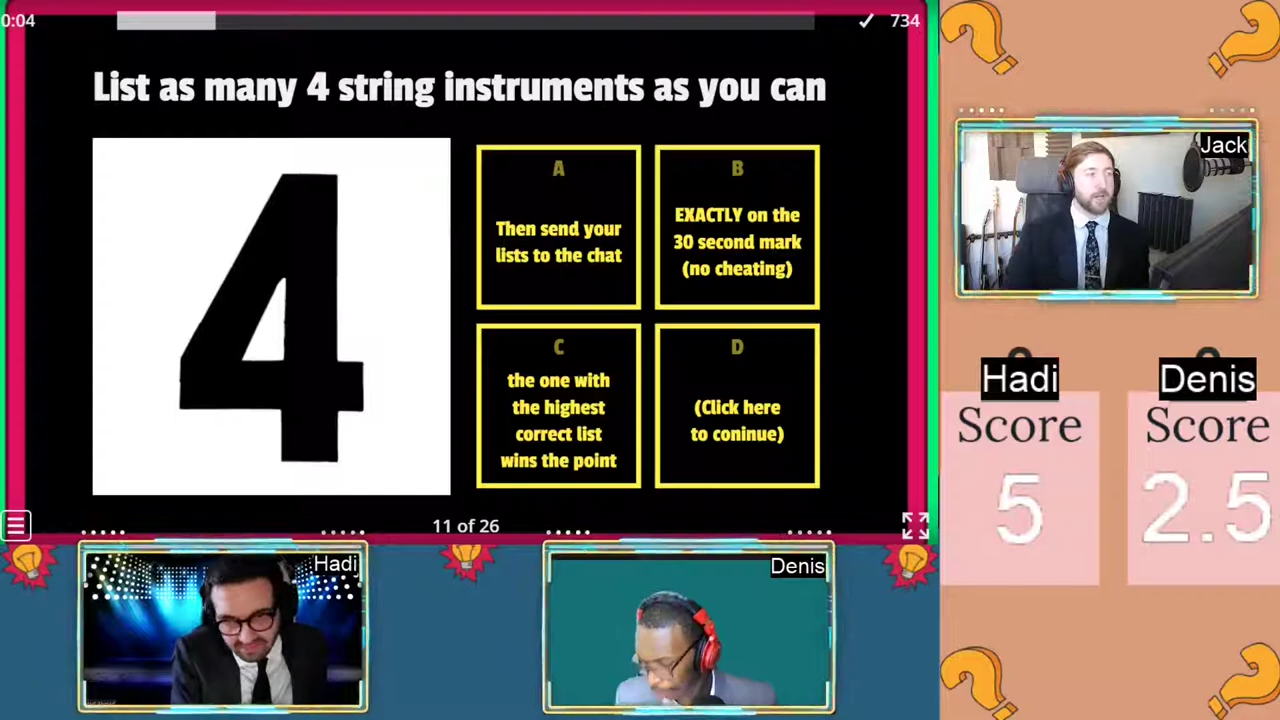 0:04
734
List as many 4 string instruments as you can
4
A
Then send your
lists to the chat
B
EXACTLY on the
30 second mark
(no cheating)
C
the one with
the highest
correct list
wins the point
D
(Click here
to coninue)
11 of 26
Jack
Hadi
Score
5
Denis
Score
2.5
Hadi
Denis